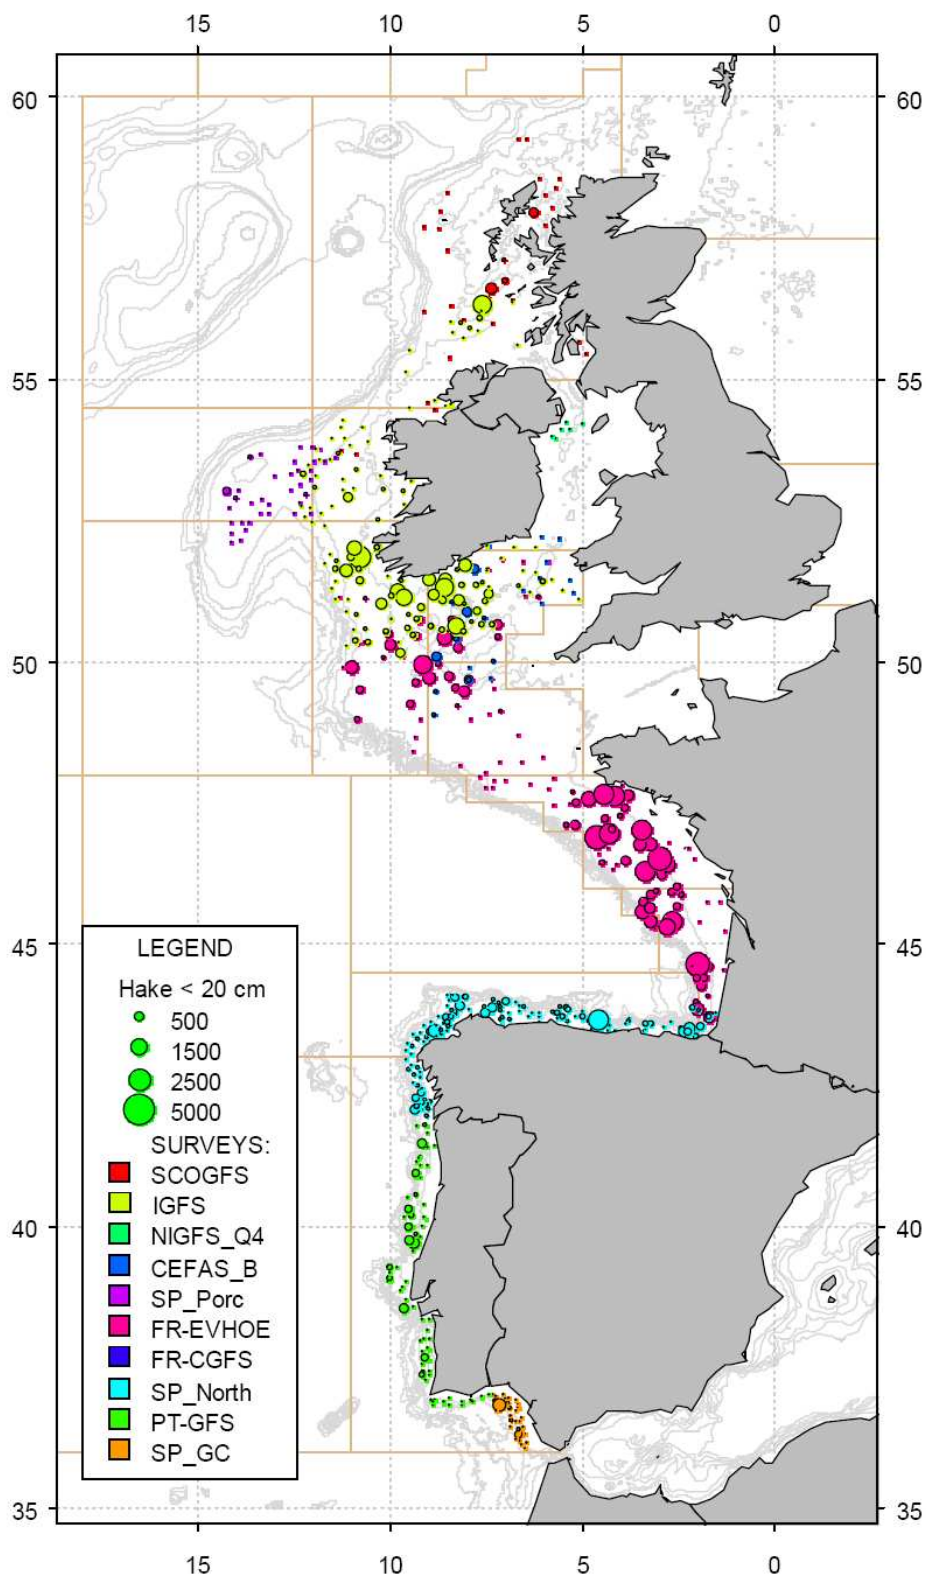 15 10 5 0
60 60
55 55
50 50
45 45
LEGEND
Hake < 20 cm
500
1500
2500
5000
SURVEYS:
SCOGFS
IGFS
NIGFS_Q4
40 40
CEFAS_B
SP_Porc
FR-EVHOE
FR-CGFS
SP_North
PT-GFS
SP_GC
35 35
15 10 5 0